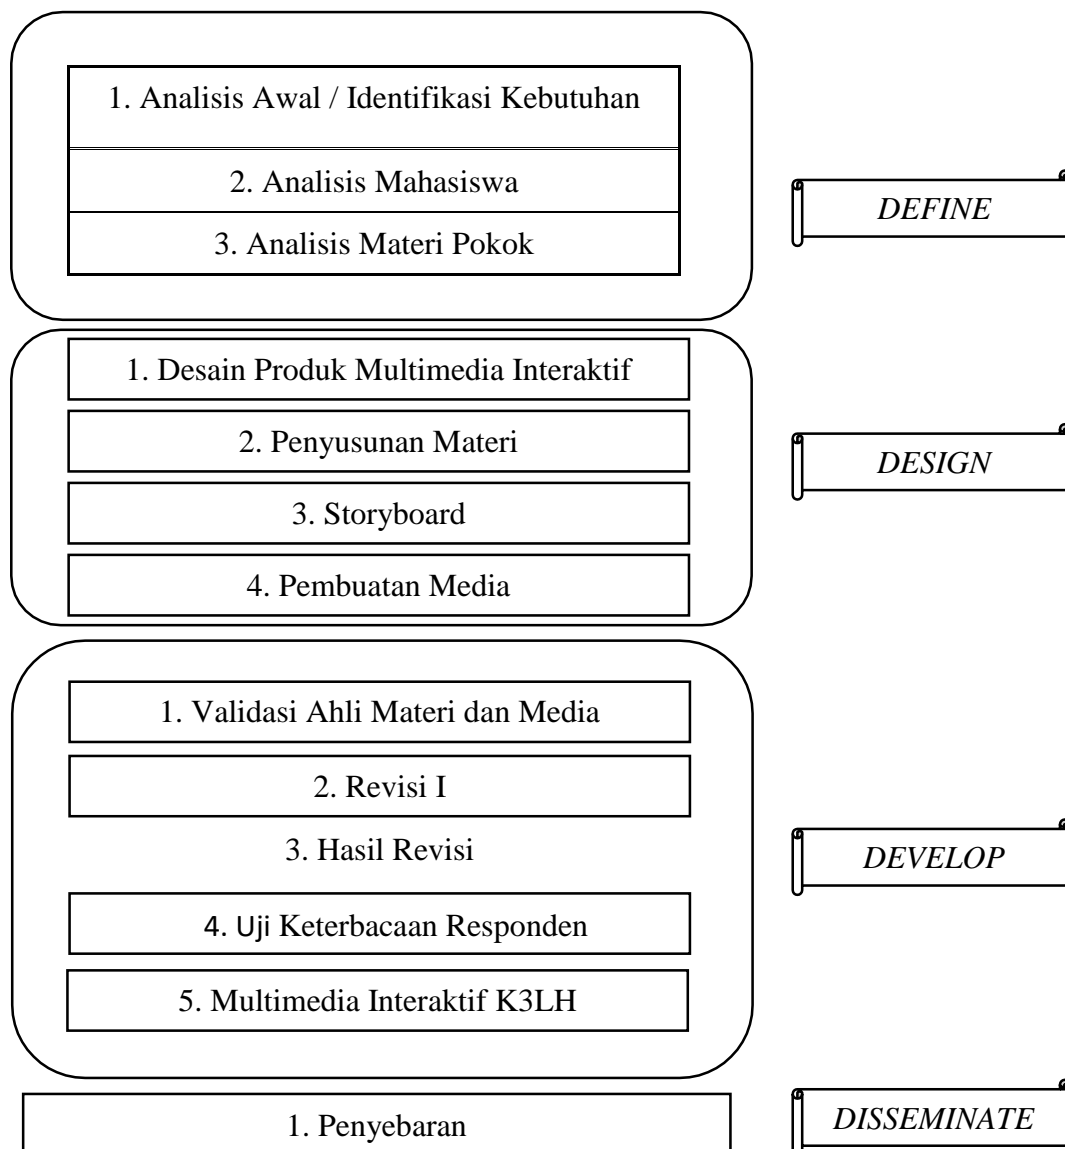 1. Analisis Awal / Identifikasi Kebutuhan
2. Analisis Mahasiswa
3. Analisis Materi Pokok
DEFINE
1. Desain Produk Multimedia Interaktif
2. Penyusunan Materi
3. Storyboard
4. Pembuatan Media
DESIGN
1. Validasi Ahli Materi dan Media
2. Revisi I
3. Hasil Revisi
4. Uji Keterbacaan Responden
5. Multimedia Interaktif K3LH
DEVELOP
1. Penyebaran
DISSEMINATE